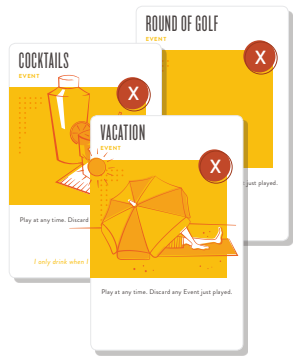 ROUND OF GOLF
EVENT
X
t just played.
COCKTAILS
EVENT
X
Play at any time. Discard
I only drink when I
VACATION
EVENT
X
Play at any time. Discard any Event just played.